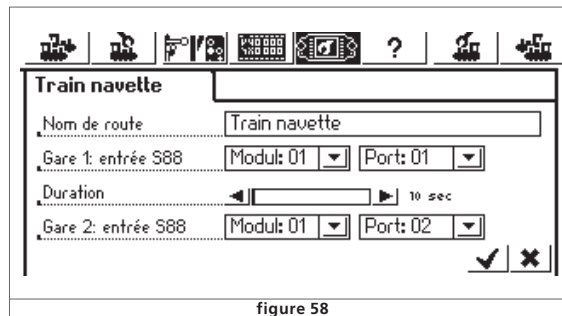 ?
Train navette
Nom de route Train navette
Gare 1: entrée S88 Modul: 01 Port: 01
Duration 10 sec
Gare 2: entrée S88 Modul: 01 Port: 02
figure 58